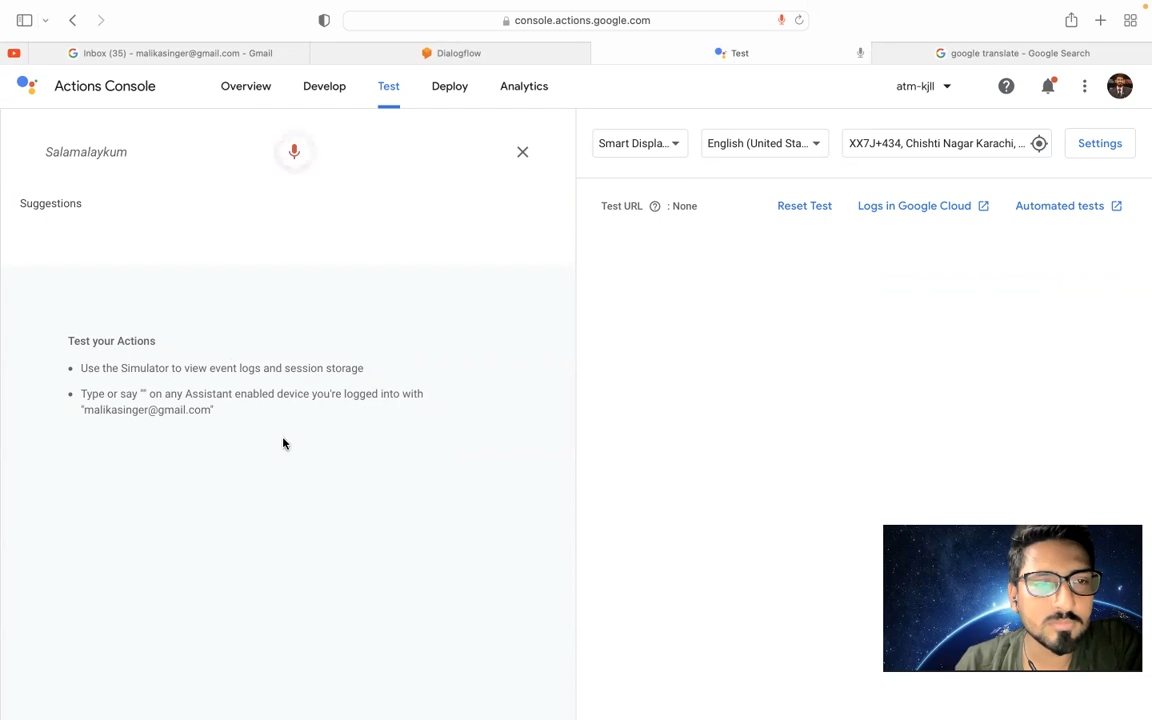 console.actions.google.com
Inbox (35) - malikasinger@gmail.com - Gmail
Dialogflow
Test
google translate - Google Search
Actions Console
Overview
Develop
Test
Deploy
Analytics
atm-kjll
Salamalaykum
Smart Displa...
English (United Sta...
XX7J+434, Chishti Nagar Karachi, ...
Settings
Suggestions
Test URL : None
Reset Test
Logs in Google Cloud
Automated tests
Test your Actions
• Use the Simulator to view event logs and session storage
• Type or say "" on any Assistant enabled device you're logged into with
"malikasinger@gmail.com"